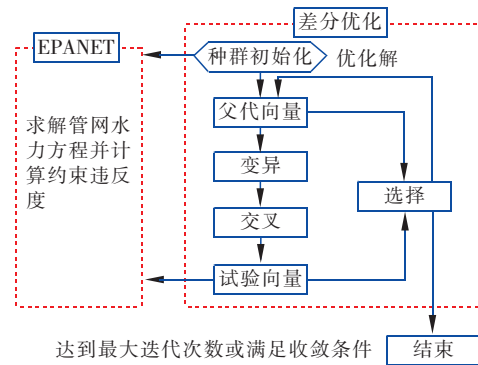 差分优化
EPANET
种群初始化
优化解
父代向量
求解管网水
力方程并计
算约束违反
度
变异
选择
交叉
试验向量
达到最大迭代次数或满足收敛条件
结束